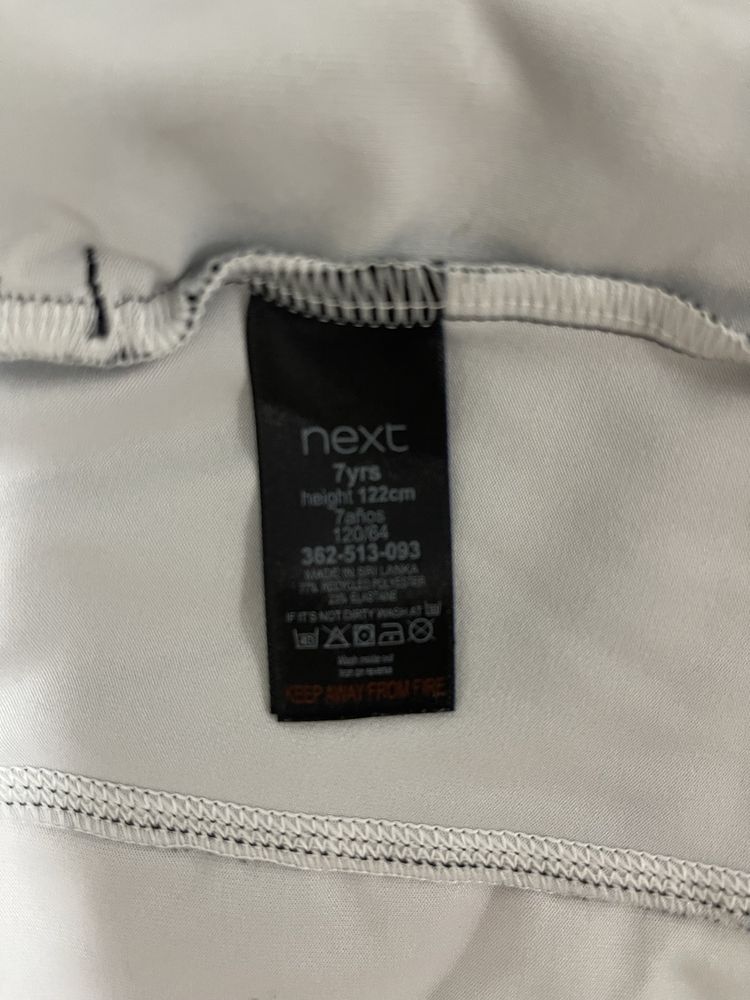 next
7yrs
height 122cm
7años
120/64
362-513-093
MADE IN SRI LANKA
77% RECYCLED POLYESTER
23% ELASTANE
IF IT'S NOT DIRTY WASH AT
Wash inside out
Iron on reverse
KEEP AWAY FROM FIRE